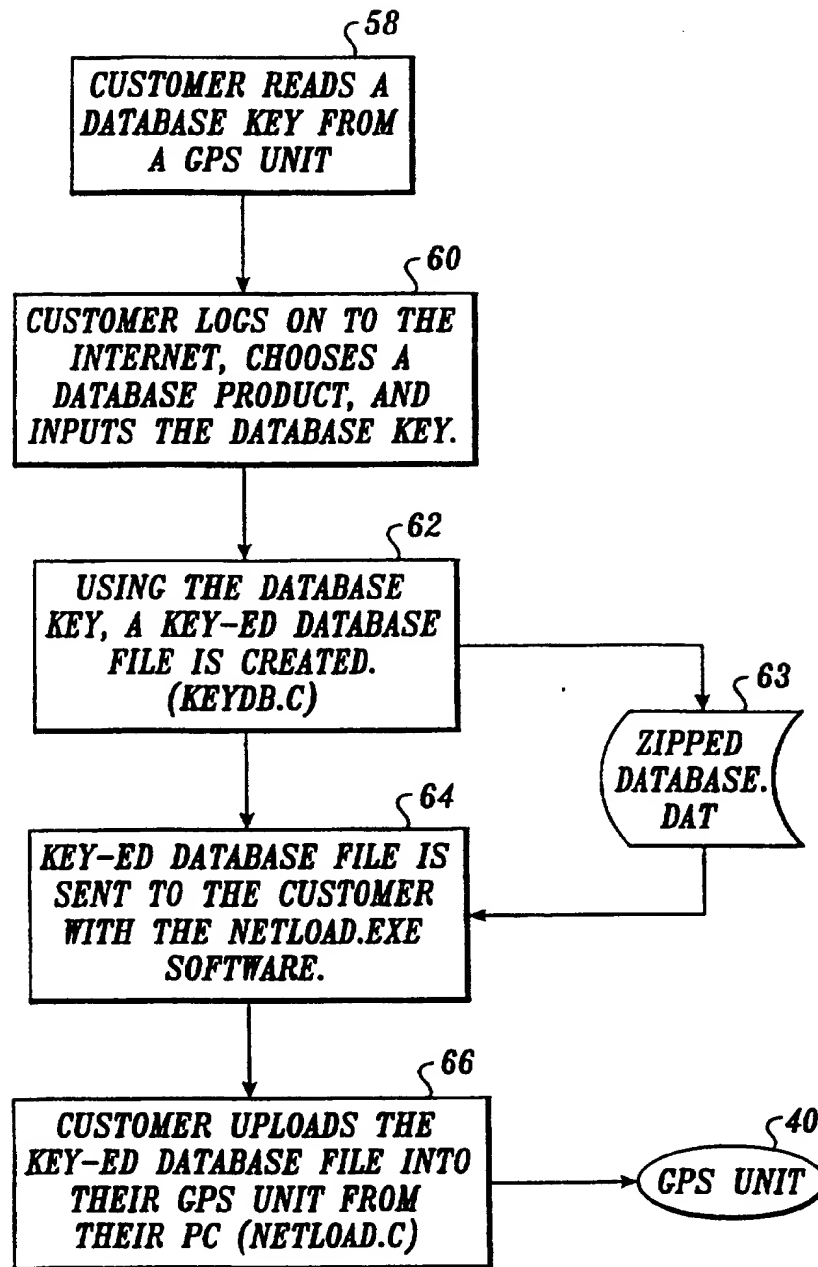 58
CUSTOMER READS A
DATABASE KEY FROM
A GPS UNIT
60
CUSTOMER LOGS ON TO THE
INTERNET, CHOOSES A
DATABASE PRODUCT, AND
INPUTS THE DATABASE KEY.
62
USING THE DATABASE
KEY, A KEY-ED DATABASE
FILE IS CREATED.
(KEYDB.C)
63
ZIPPED
DATABASE.
DAT
64
KEY-ED DATABASE FILE IS
SENT TO THE CUSTOMER
WITH THE NETLOAD.EXE
SOFTWARE.
66
CUSTOMER UPLOADS THE
KEY-ED DATABASE FILE INTO
THEIR GPS UNIT FROM
THEIR PC (NETLOAD.C)
40
GPS UNIT